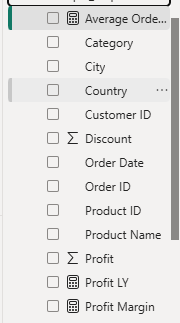 Average Orde...
Category
City
Country
Customer ID
Discount
Order Date
Order ID
Product ID
Product Name
Profit
Profit LY
Profit Margin